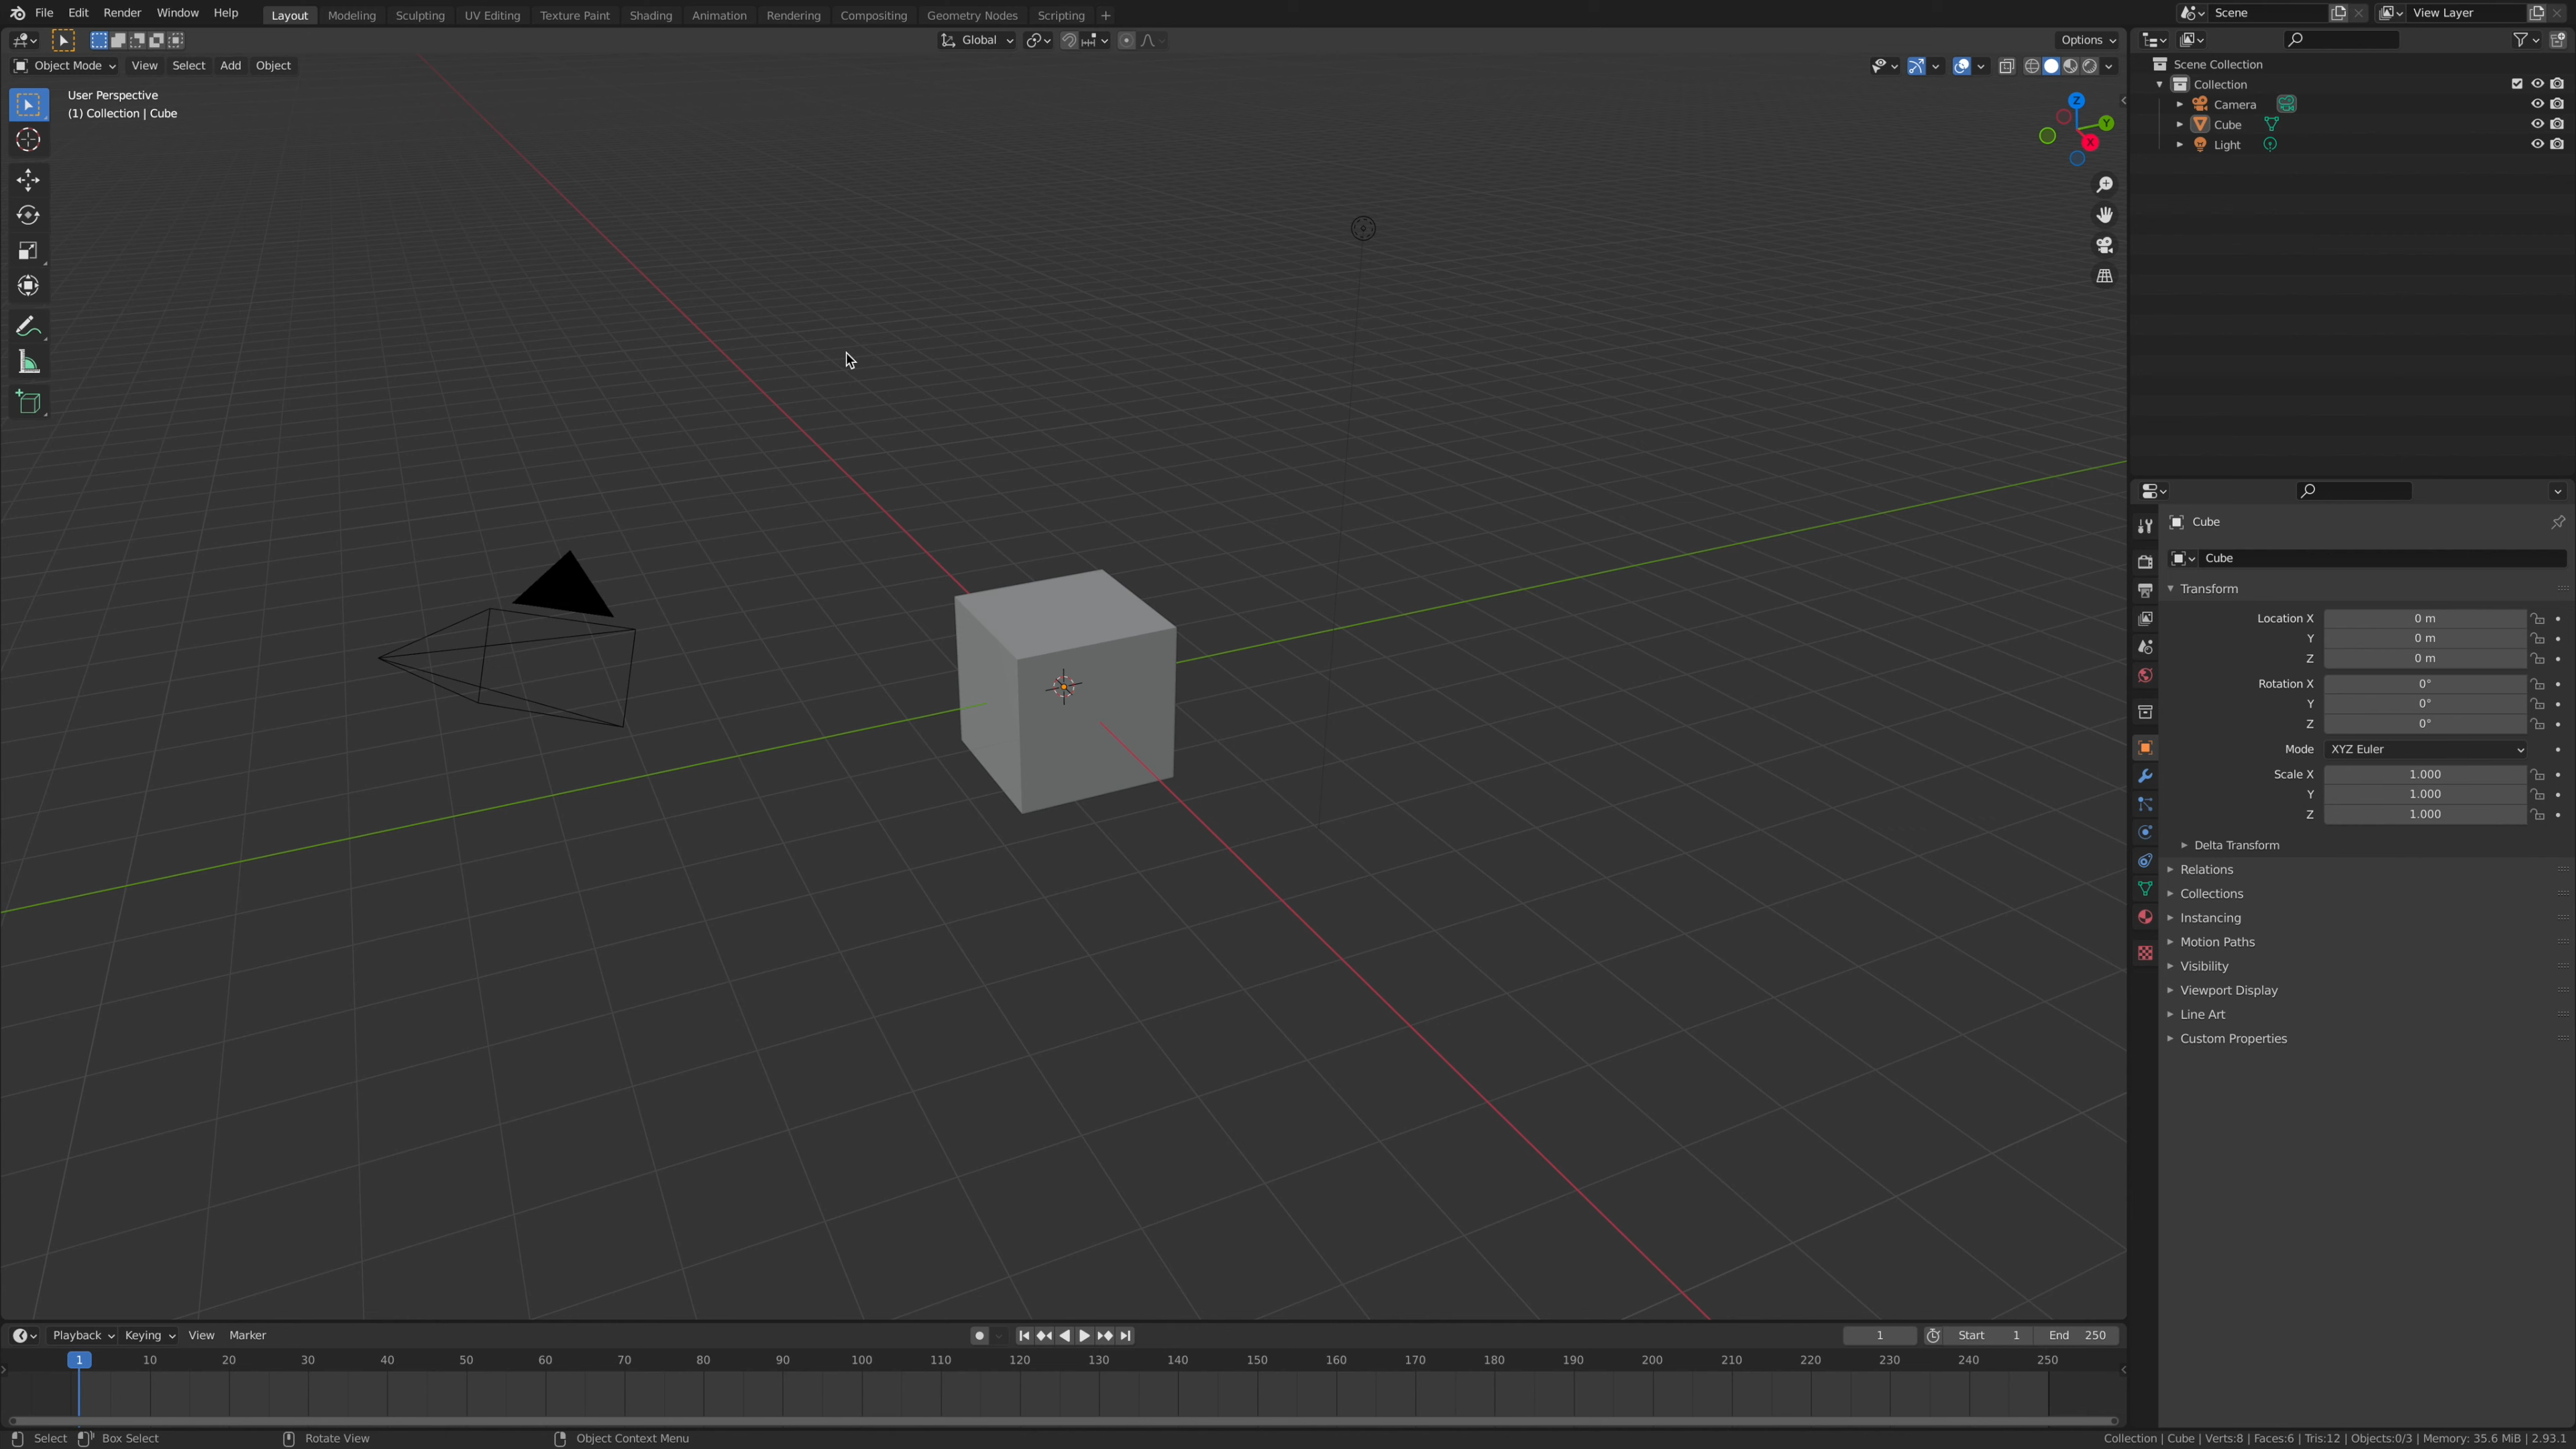 File Edit Render Window Help Layout Modeling Sculpting UV Editing Texture Paint Shading Animation Rendering Compositing Geometry Nodes Scripting + Scene View Layer
Global Options
Object Mode View Select Add Object
User Perspective
(1) Collection | Cube
Z
Y
X
Scene Collection
Collection
Camera
Cube
Light
Cube
Cube
Transform
Location X 0 m
Y 0 m
Z 0 m
Rotation X 0°
Y 0°
Z 0°
Mode XYZ Euler
Scale X 1.000
Y 1.000
Z 1.000
Delta Transform
Relations
Collections
Instancing
Motion Paths
Visibility
Viewport Display
Line Art
Custom Properties
Playback Keying View Marker 1 Start 1 End 250
1 10 20 30 40 50 60 70 80 90 100 110 120 130 140 150 160 170 180 190 200 210 220 230 240 250
Select Box Select Rotate View Object Context Menu Collection | Cube | Verts:8 | Faces:6 | Tris:12 | Objects:0/3 | Memory: 35.6 MiB | 2.93.1